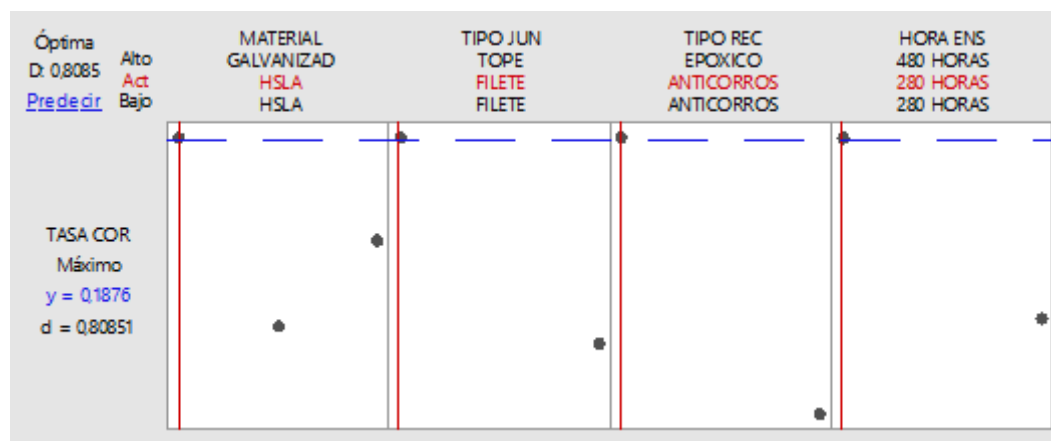 Óptima
D: 0,8085
Predecir
Alto
Act
Bajo
MATERIAL
GALVANIZAD
HSLA
HSLA
TIPO JUN
TOPE
FILETE
FILETE
TIPO REC
EPOXICO
ANTICORROS
ANTICORROS
HORA ENS
480 HORAS
280 HORAS
280 HORAS
TASA COR
Máximo
y = 0,1876
d = 0,80851